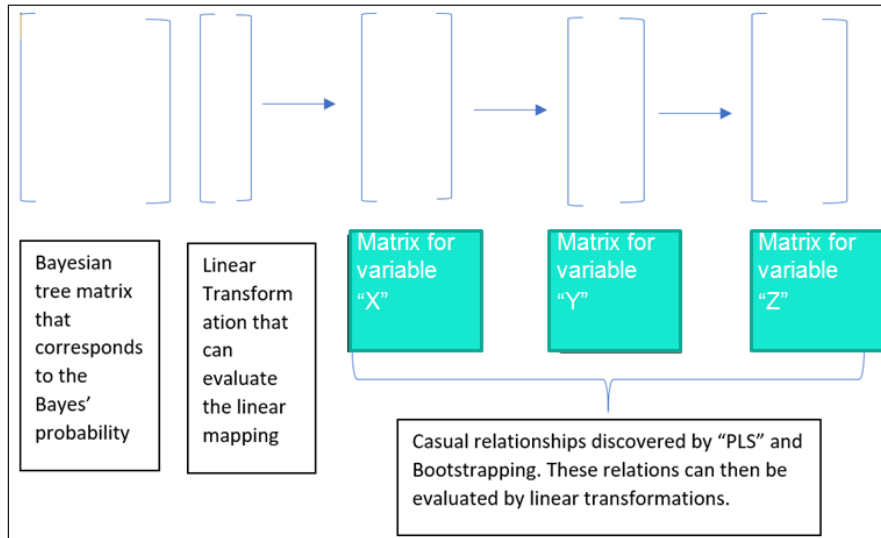 Bayesian
tree matrix
that
corresponds
to the
Bayes'
probability
Linear
Transform
ation that
can
evaluate
the linear
mapping
Matrix for
variable
“X”
Matrix for
variable
“Y”
Matrix for
variable
“Z”
Casual relationships discovered by “PLS” and
Bootstrapping. These relations can then be
evaluated by linear transformations.